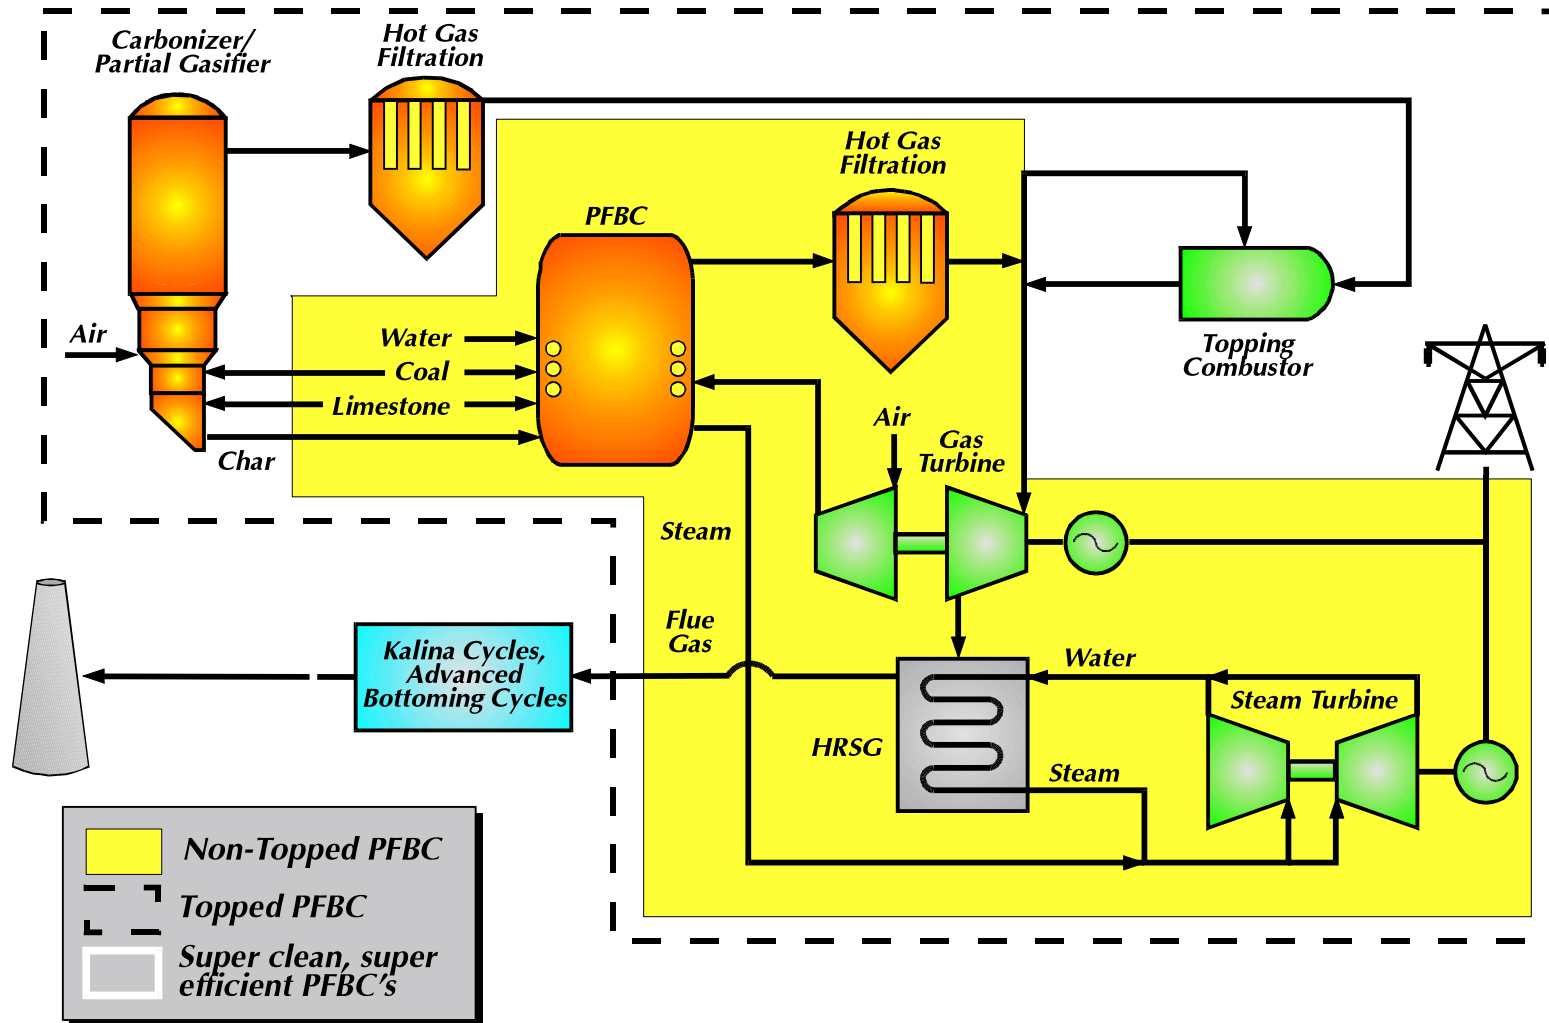 Carbonizer/
Partial Gasifier
Hot Gas
Filtration
Hot Gas
Filtration
PFBC
Air
Water
Coal
Limestone
Char
Topping
Combustor
Air
Gas
Turbine
Steam
Flue
Gas
Kalina Cycles,
Advanced
Bottoming Cycles
Water
Steam Turbine
HRSG
Steam
Non-Topped PFBC
Topped PFBC
Super clean, super
efficient PFBC's